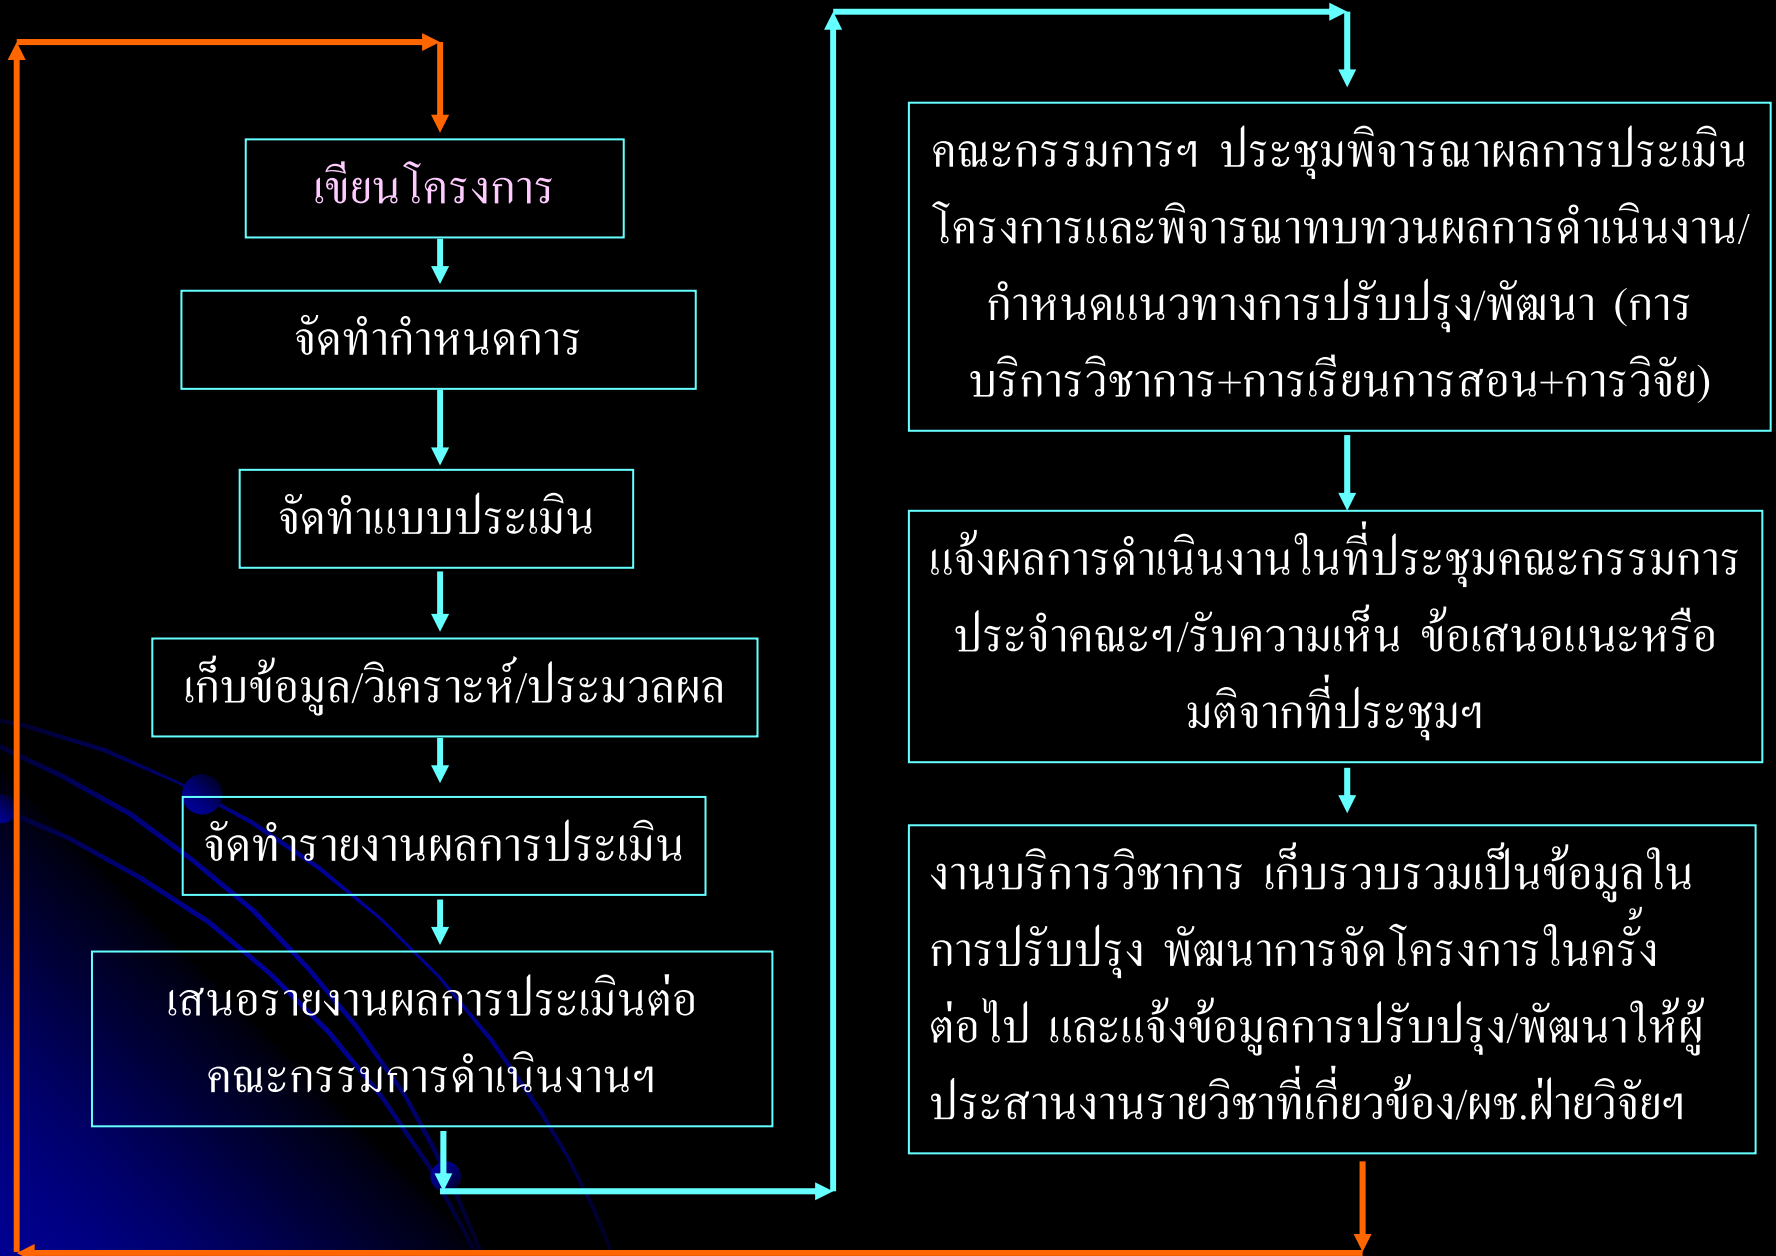 เขียนโครงการ
จัดทำกำหนดการ
จัดทำแบบประเมิน
เก็บข้อมูล/วิเคราะห์/ประมวลผล
จัดทำรายงานผลการประเมิน
เสนอรายงานผลการประเมินต่อ
คณะกรรมการดำเนินงานฯ
คณะกรรมการฯ ประชุมพิจารณาผลการประเมิน
โครงการและพิจารณาทบทวนผลการดำเนินงาน/
กำหนดแนวทางการปรับปรุง/พัฒนา (การ
บริการวิชาการ+การเรียนการสอน+การวิจัย)
แจ้งผลการดำเนินงานในที่ประชุมคณะกรรมการ
ประจำคณะฯ/รับความเห็น ข้อเสนอแนะหรือ
มติจากที่ประชุมฯ
งานบริการวิชาการ เก็บรวบรวมเป็นข้อมูลใน
การปรับปรุง พัฒนาการจัดโครงการในครั้ง
ต่อไป และแจ้งข้อมูลการปรับปรุง/พัฒนาให้ผู้
ประสานงานรายวิชาที่เกี่ยวข้อง/ผช.ฝ่ายวิจัยฯ